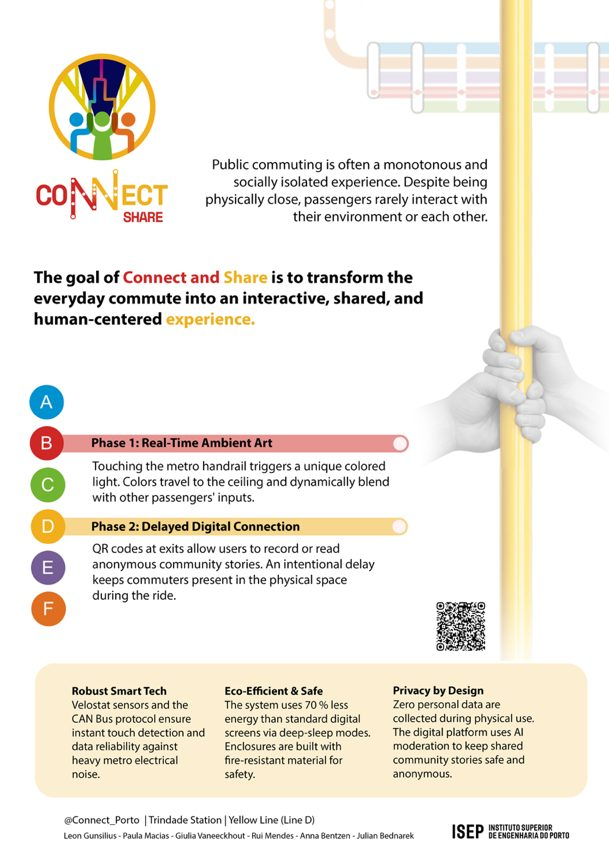 CONNECT
SHARE
Public commuting is often a monotonous and
socially isolated experience. Despite being
physically close, passengers rarely interact with
their environment or each other.
The goal of Connect and Share is to transform the
everyday commute into an interactive, shared, and
human-centered experience.
A
B
Phase 1: Real-Time Ambient Art
Touching the metro handrail triggers a unique colored
light. Colors travel to the ceiling and dynamically blend
with other passengers' inputs.
C
D
Phase 2: Delayed Digital Connection
QR codes at exits allow users to record or read
anonymous community stories. An intentional delay
keeps commuters present in the physical space
during the ride.
E
F
Robust Smart Tech
Velostat sensors and the
CAN Bus protocol ensure
instant touch detection and
data reliability against
heavy metro electrical
noise.
Eco-Efficient & Safe
The system uses 70 % less
energy than standard digital
screens via deep-sleep modes.
Enclosures are built with
fire-resistant material for
safety.
Privacy by Design
Zero personal data are
collected during physical use.
The digital platform uses AI
moderation to keep shared
community stories safe and
anonymous.
@Connect_Porto | Trindade Station | Yellow Line (Line D)
Leon Gunsilius - Paula Macias - Giulia Vaneeckhout - Rui Mendes - Anna Bentzen - Julian Bednarek
ISEP INSTITUTO SUPERIOR
DE ENGENHARIA DO PORTO